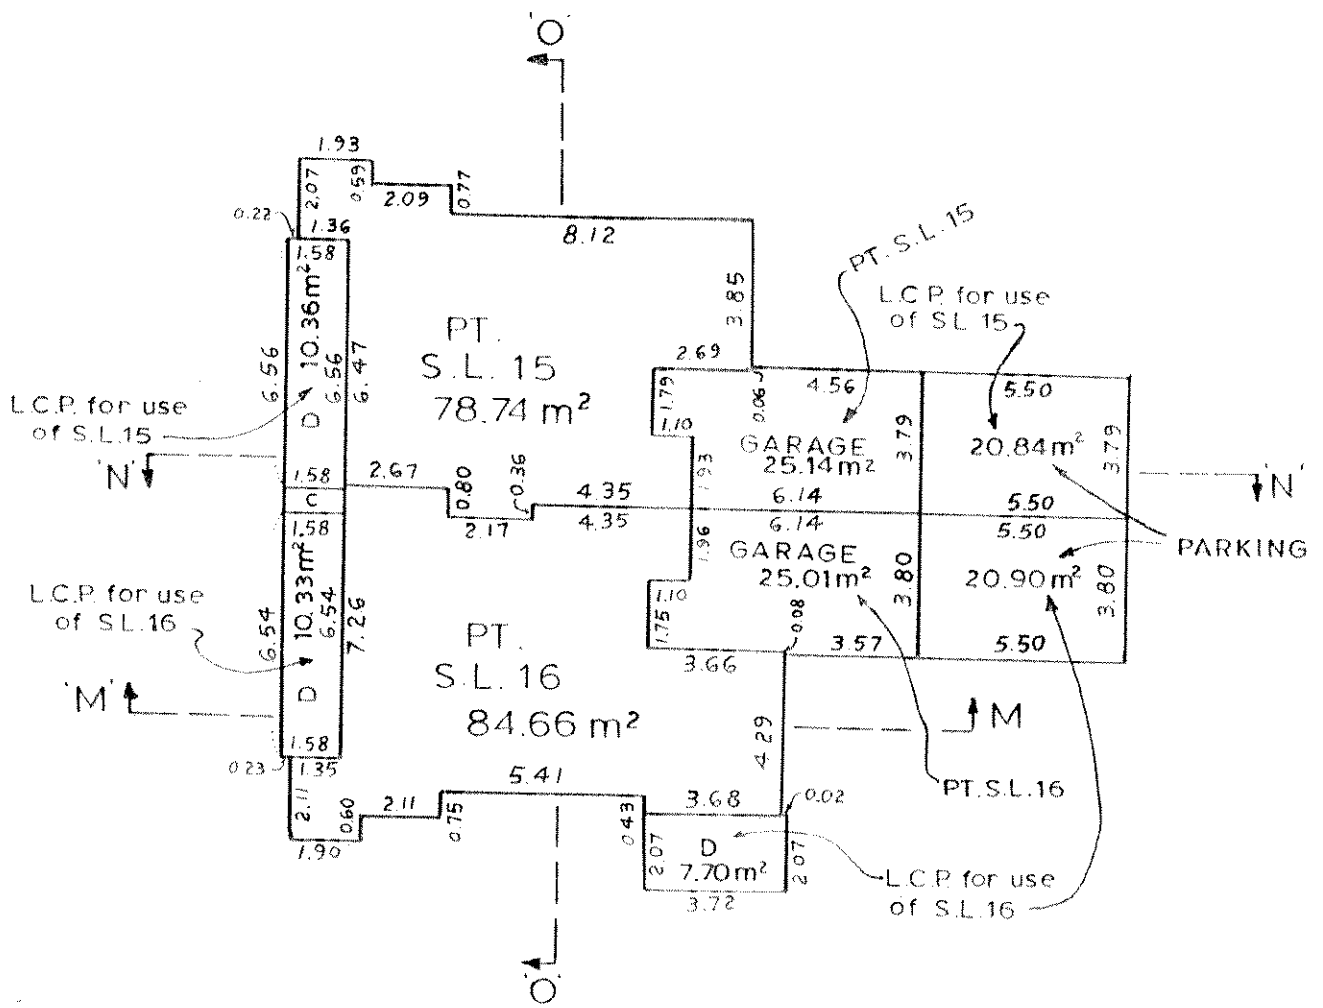 'O'
1.93
2.07
0.59
2.09
0.77
0.22
1.36
8.12
1.58
10.36m²
D
6.56
6.56
6.47
3.85
PT. S.L.15
L.C.P. for use
of SL 15
PT.
S.L. 15
78.74 m²
2.69
1.79
0.06
4.56
5.50
L.C.P. for use
of S.L.15
1.10
GARAGE
25.14m²
3.79
20.84m²
3.79
'N'
1.58
2.67
0.80
0.36
4.35
1.93
6.14
5.50
'N'
C
1.58
2.17
4.35
6.14
5.50
PARKING
10.33m²
D
6.54
6.54
7.26
1.96
GARAGE
25.01m²
3.80
20.90m²
3.80
L.C.P. for use
of S.L.16
1.10
1.75
0.08
PT.
S.L. 16
84.66 m²
3.66
3.57
5.50
'M'
M
4.29
1.58
0.23
1.35
5.41
PT.S.L.16
2.11
0.60
2.11
0.75
0.43
3.68
0.02
1.90
D
7.70m²
2.07
2.07
3.72
L.C.P. for use
of S.L.16
'O'